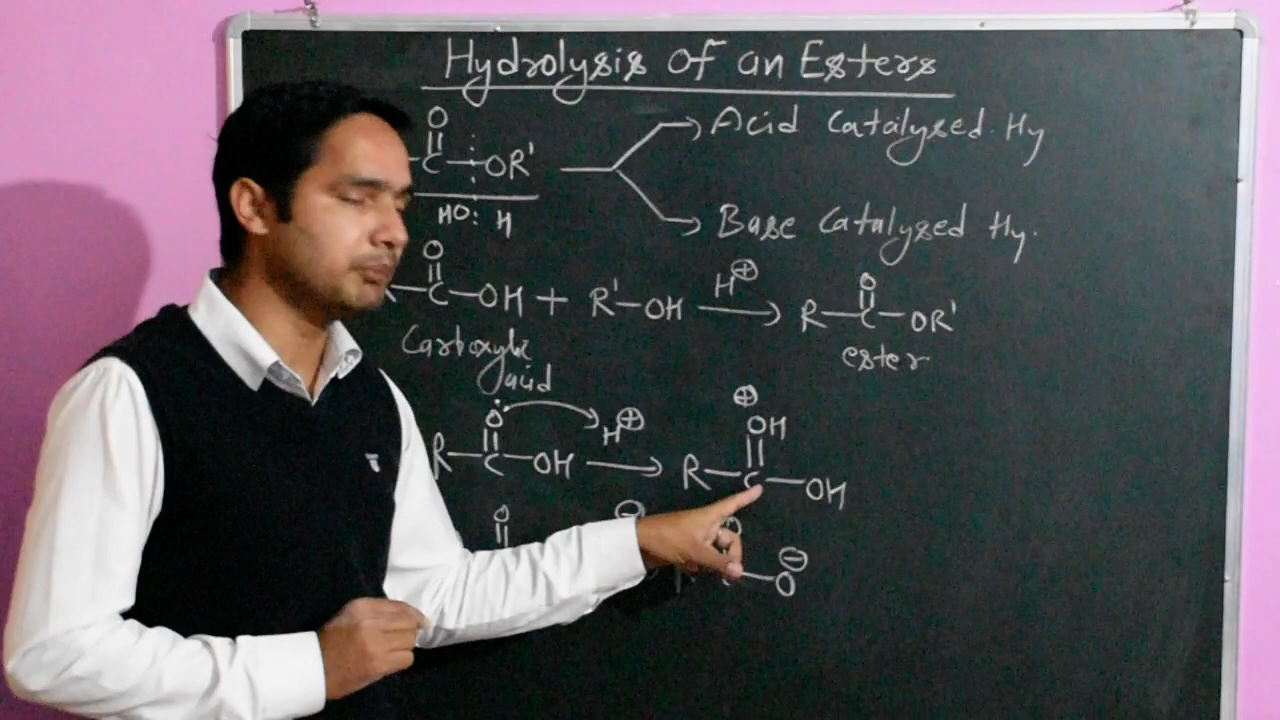 Hydrolysis of an Esters
O
C—OR'
HO: H
Acid Catalysed Hy
Base Catalysed Hy.
O
C—OH + R'—OH —H⊕→ R—C—OR'
O
Carboxylic acid
ester
O
R—C—OH —H⊕→ R—C—OH
⊕
OH
O
⊖
O⊖